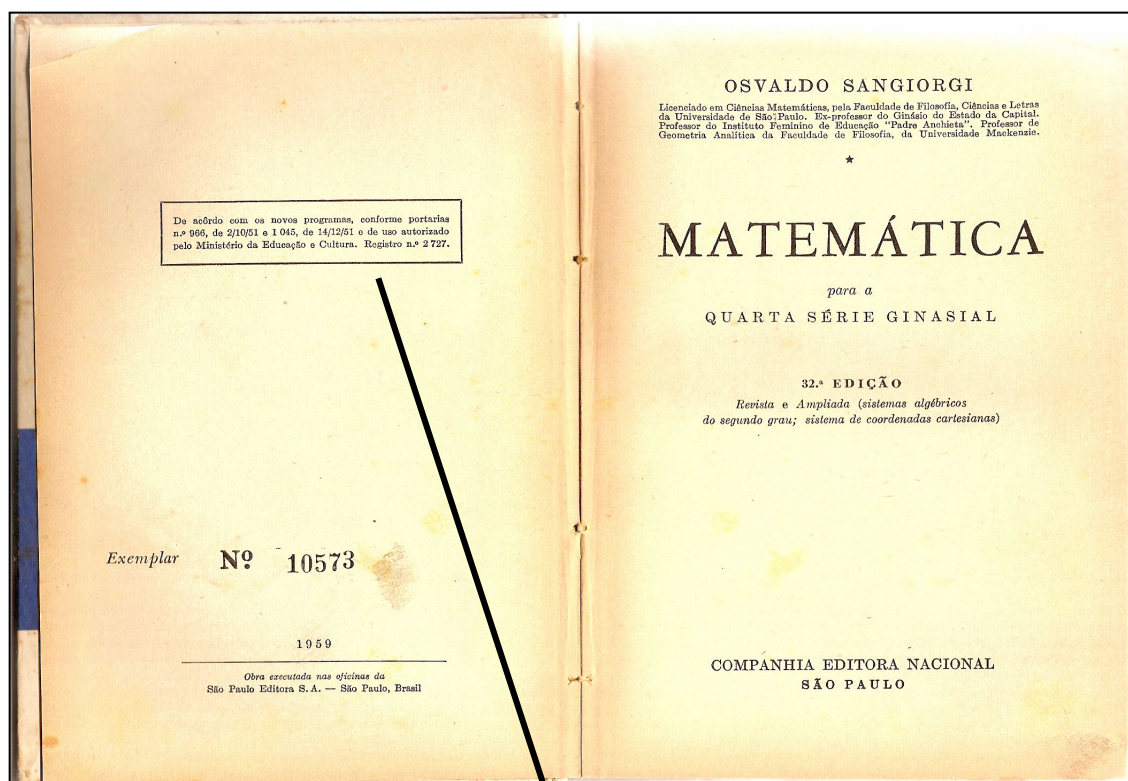 De acôrdo com os novos programas, conforme portarias
n.º 966, de 2/10/51 e 1 045, de 14/12/51 e de uso autorizado
pelo Ministério da Educação e Cultura. Registro n.º 2 727.
Exemplar Nº 10573
1959
Obra executada nas oficinas da
São Paulo Editora S. A. — São Paulo, Brasil
OSVALDO SANGIORGI
Licenciado em Ciências Matemáticas, pela Faculdade de Filosofia, Ciências e Letras
da Universidade de São Paulo. Ex-professor do Ginásio do Estado da Capital.
Professor do Instituto Feminino de Educação "Padre Anchieta". Professor de
Geometria Analítica da Faculdade de Filosofia, da Universidade Mackenzie.
MATEMÁTICA
para a
QUARTA SÉRIE GINASIAL
32.ª EDIÇÃO
Revista e Ampliada (sistemas algébricos
do segundo grau; sistema de coordenadas cartesianas)
COMPANHIA EDITORA NACIONAL
SÃO PAULO